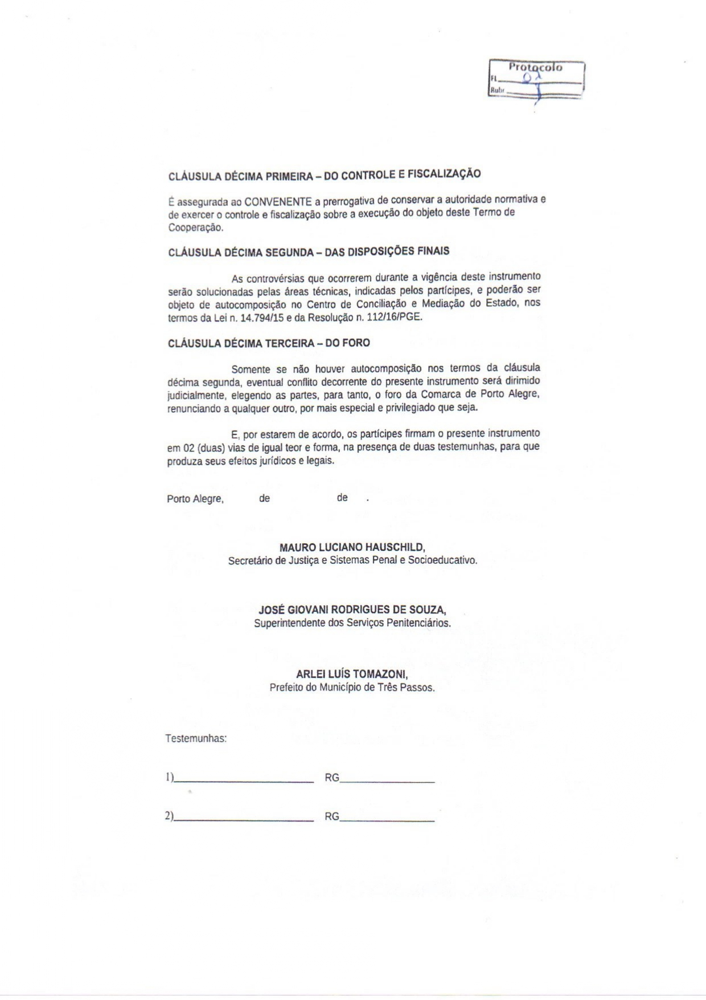 Protocolo
Fl.
Rubr
CLÁUSULA DÉCIMA PRIMEIRA – DO CONTROLE E FISCALIZAÇÃO
É assegurada ao CONVENENTE a prerrogativa de conservar a autoridade normativa e
de exercer o controle e fiscalização sobre a execução do objeto deste Termo de
Cooperação.
CLÁUSULA DÉCIMA SEGUNDA – DAS DISPOSIÇÕES FINAIS
As controvérsias que ocorrerem durante a vigência deste instrumento
serão solucionadas pelas áreas técnicas, indicadas pelos partícipes, e poderão ser
objeto de autocomposição no Centro de Conciliação e Mediação do Estado, nos
termos da Lei n. 14.794/15 e da Resolução n. 112/16/PGE.
CLÁUSULA DÉCIMA TERCEIRA – DO FORO
Somente se não houver autocomposição nos termos da cláusula
décima segunda, eventual conflito decorrente do presente instrumento será dirimido
judicialmente, elegendo as partes, para tanto, o foro da Comarca de Porto Alegre,
renunciando a qualquer outro, por mais especial e privilegiado que seja.
E, por estarem de acordo, os partícipes firmam o presente instrumento
em 02 (duas) vias de igual teor e forma, na presença de duas testemunhas, para que
produza seus efeitos jurídicos e legais.
Porto Alegre, de de .
MAURO LUCIANO HAUSCHILD,
Secretário de Justiça e Sistemas Penal e Socioeducativo.
JOSÉ GIOVANI RODRIGUES DE SOUZA,
Superintendente dos Serviços Penitenciários.
ARLEI LUÍS TOMAZONI,
Prefeito do Município de Três Passos.
Testemunhas:
1)_________________________ RG_________________
2)_________________________ RG_________________